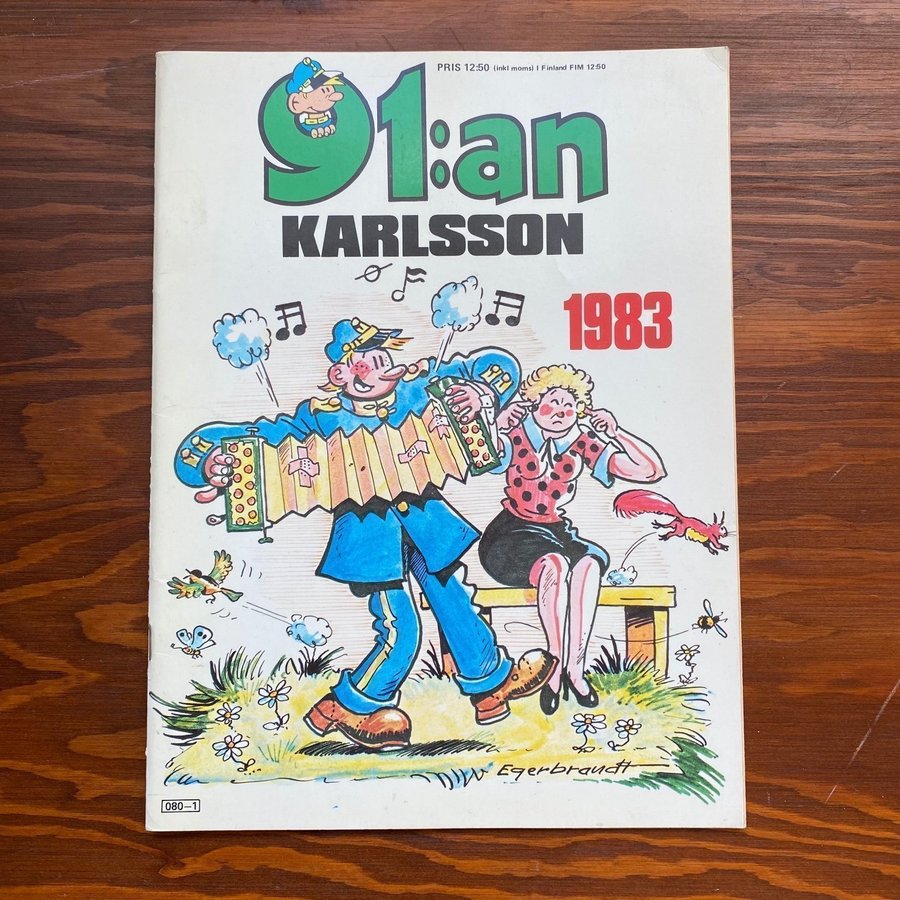 PRIS 12:50 (inkl moms) I Finland FIM 12:50
91:an
KARLSSON
1983
Egerbrandt
080-1